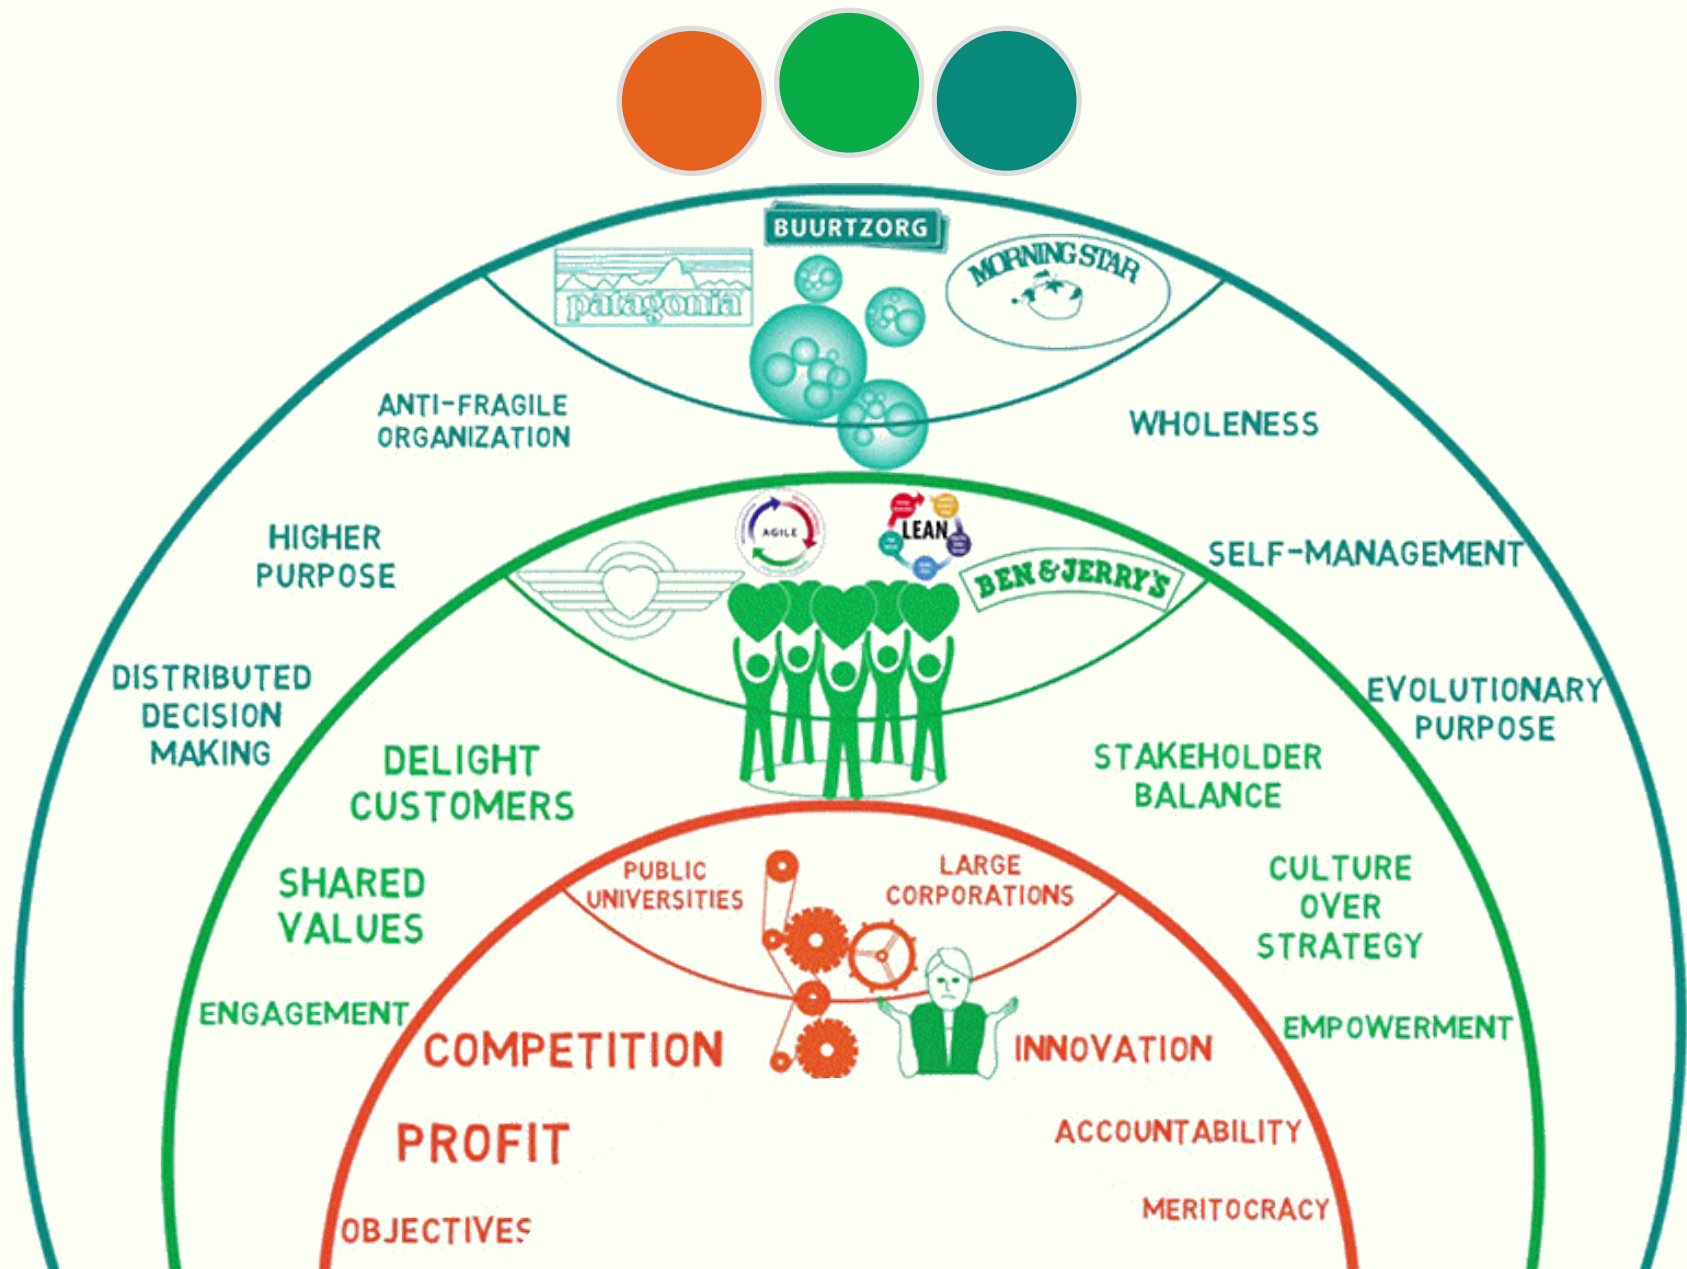 BUURTZORG
patagonia
MORNING STAR
ANTI-FRAGILE
ORGANIZATION
WHOLENESS
HIGHER
PURPOSE
SELF-MANAGEMENT
DISTRIBUTED
DECISION
MAKING
EVOLUTIONARY
PURPOSE
AGILE
LEAN
BEN & JERRY'S
DELIGHT
CUSTOMERS
STAKEHOLDER
BALANCE
SHARED
VALUES
CULTURE
OVER
STRATEGY
ENGAGEMENT
EMPOWERMENT
PUBLIC
UNIVERSITIES
LARGE
CORPORATIONS
COMPETITION
INNOVATION
PROFIT
ACCOUNTABILITY
OBJECTIVES
MERITOCRACY